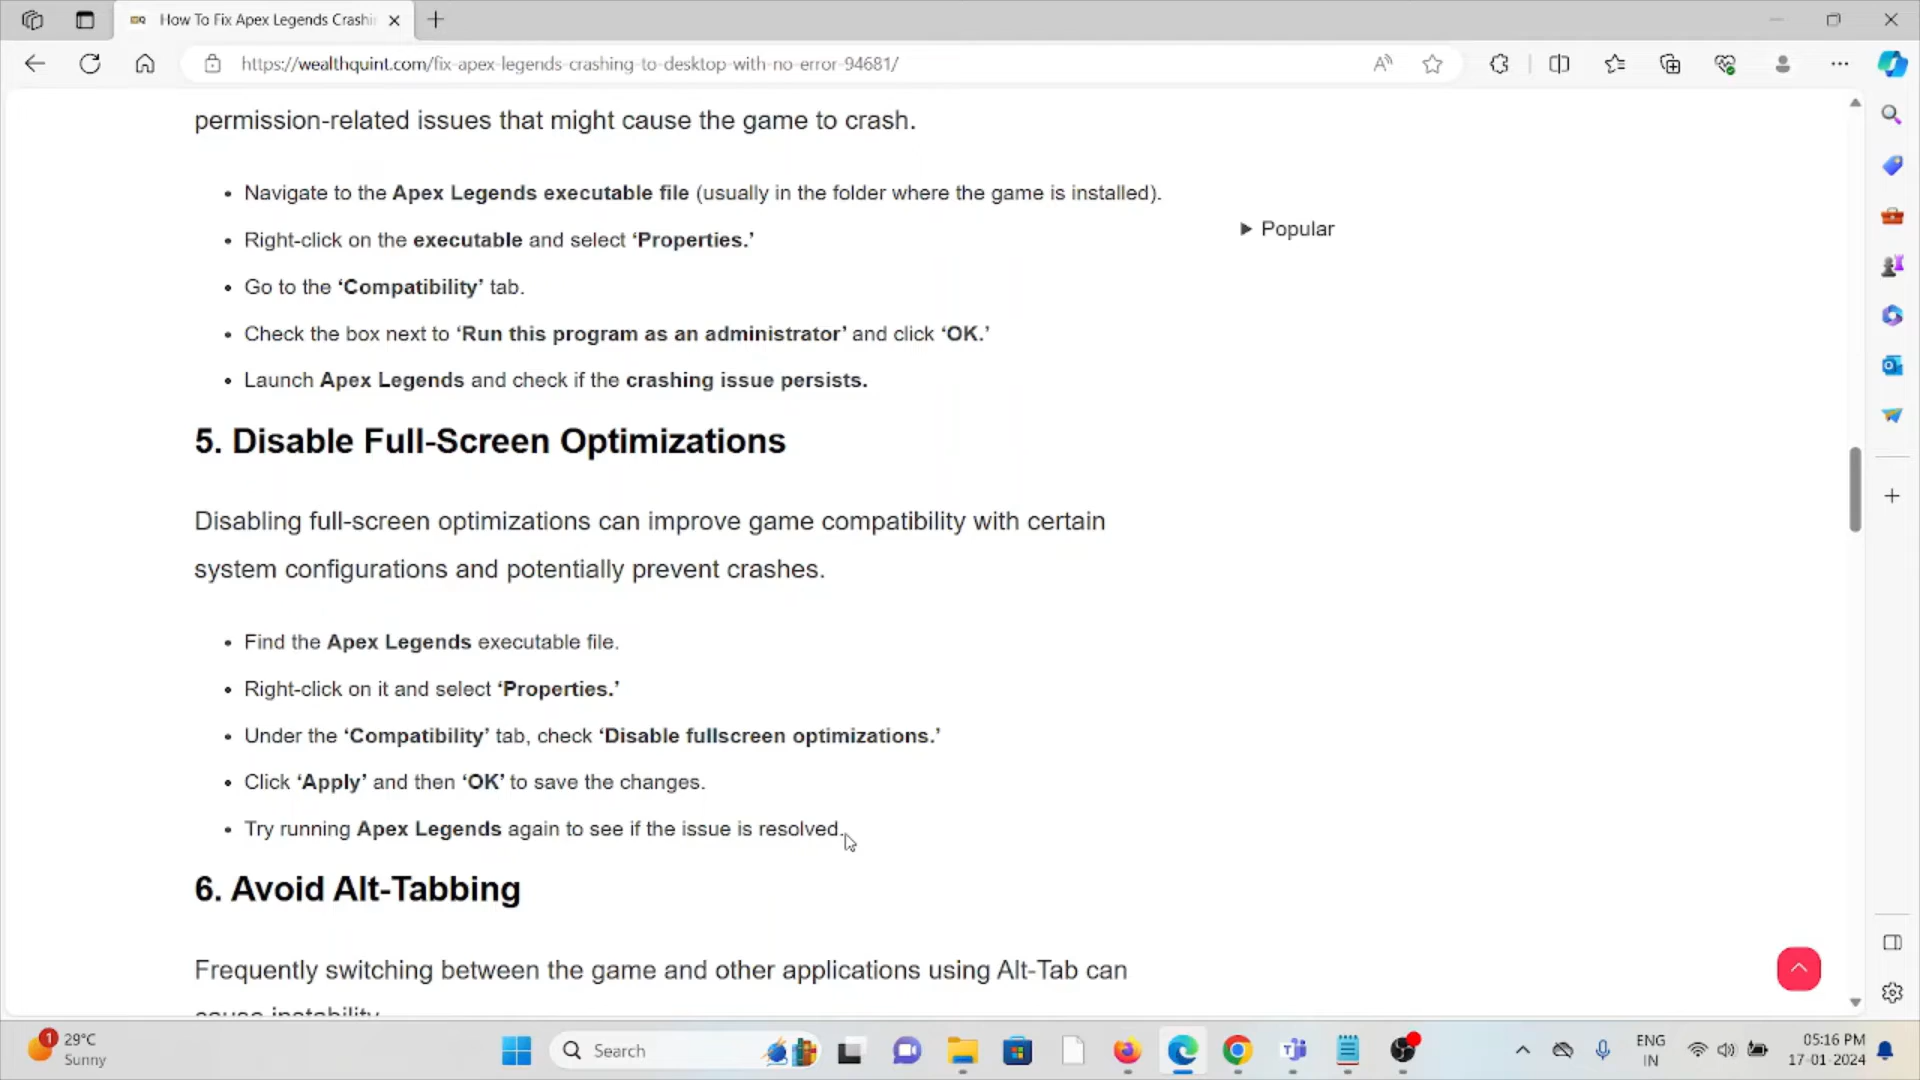 How To Fix Apex Legends Crashi
https://wealthquint.com/fix-apex-legends-crashing-to-desktop-with-no-error-94681/
permission-related issues that might cause the game to crash.
• Navigate to the Apex Legends executable file (usually in the folder where the game is installed).
• Right-click on the executable and select ‘Properties.’
• Go to the ‘Compatibility’ tab.
• Check the box next to ‘Run this program as an administrator’ and click ‘OK.’
• Launch Apex Legends and check if the crashing issue persists.
▶ Popular
5. Disable Full-Screen Optimizations
Disabling full-screen optimizations can improve game compatibility with certain
system configurations and potentially prevent crashes.
• Find the Apex Legends executable file.
• Right-click on it and select ‘Properties.’
• Under the ‘Compatibility’ tab, check ‘Disable fullscreen optimizations.’
• Click ‘Apply’ and then ‘OK’ to save the changes.
• Try running Apex Legends again to see if the issue is resolved.
6. Avoid Alt-Tabbing
Frequently switching between the game and other applications using Alt-Tab can
cause instability.
1
29°C
Sunny
Search
ENG
IN
05:16 PM
17-01-2024